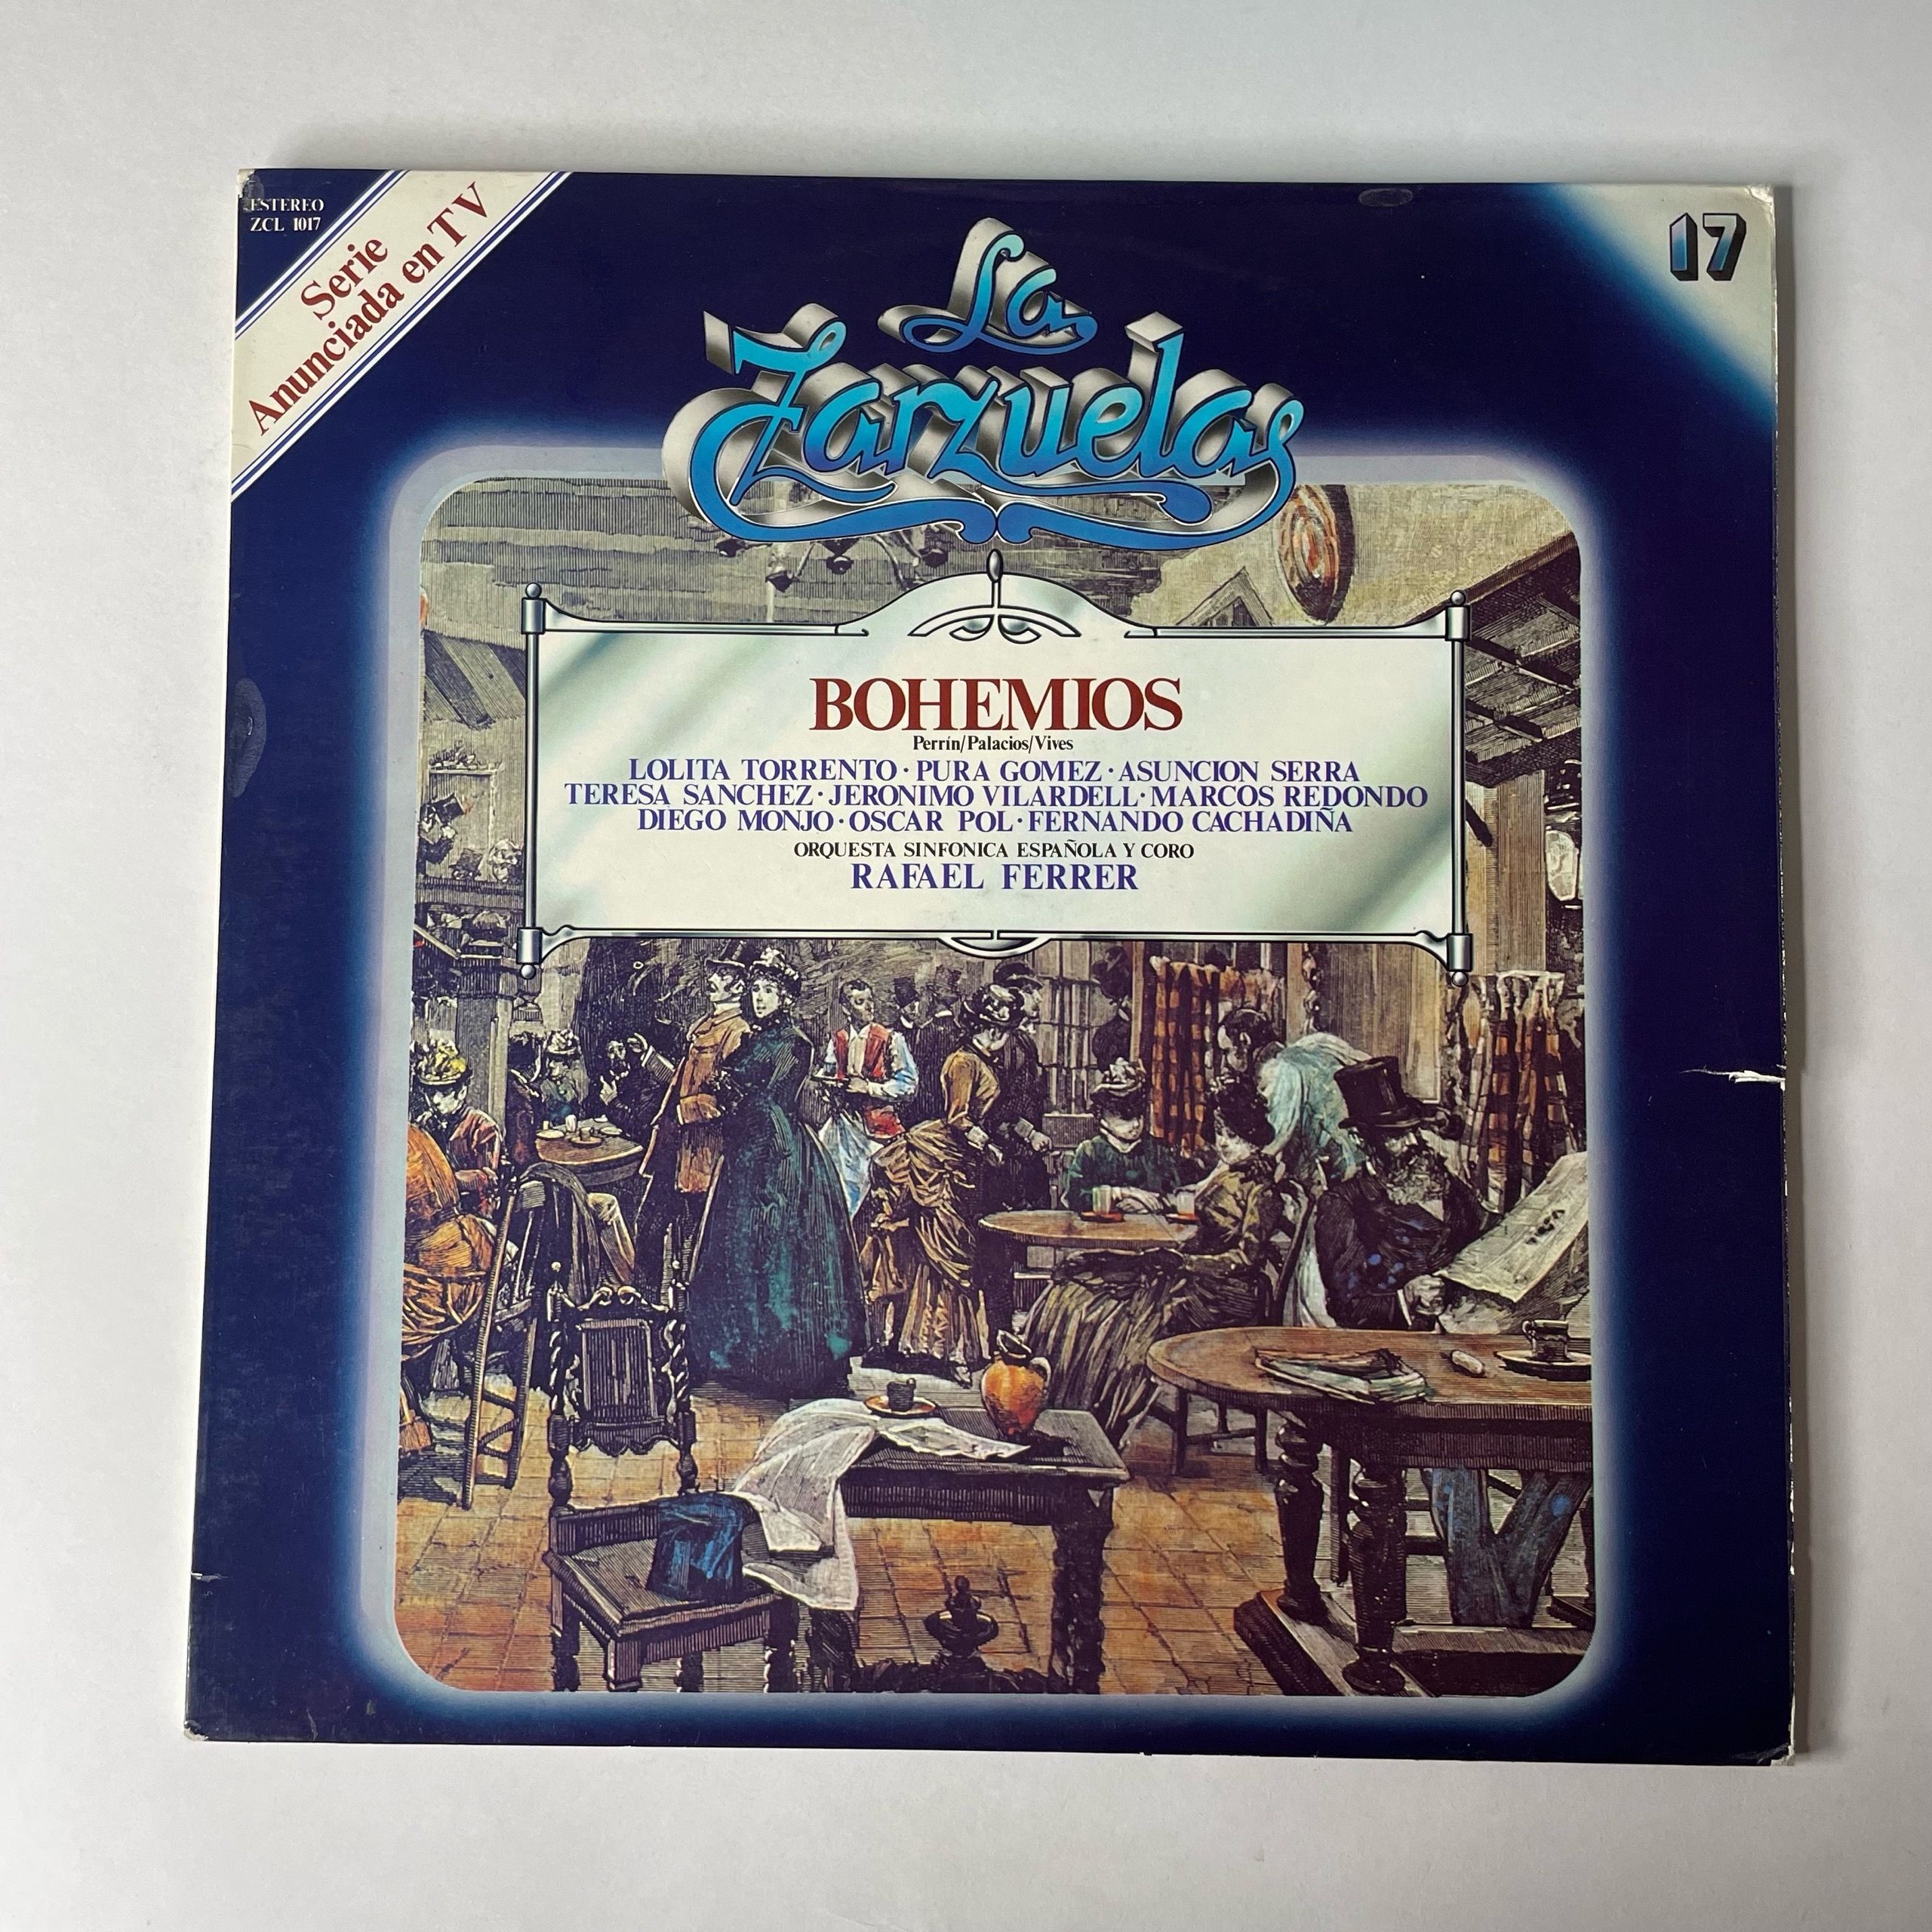 ESTEREO
ZCL 1017
Serie
Anunciada en TV
17
La
Zarzuela
BOHEMIOS
Perrín/Palacios/Vives
LOLITA TORRENTO · PURA GOMEZ · ASUNCION SERRA
TERESA SANCHEZ · JERONIMO VILARDELL · MARCOS REDONDO
DIEGO MONJO · OSCAR POL · FERNANDO CACHADIÑA
ORQUESTA SINFONICA ESPAÑOLA Y CORO
RAFAEL FERRER